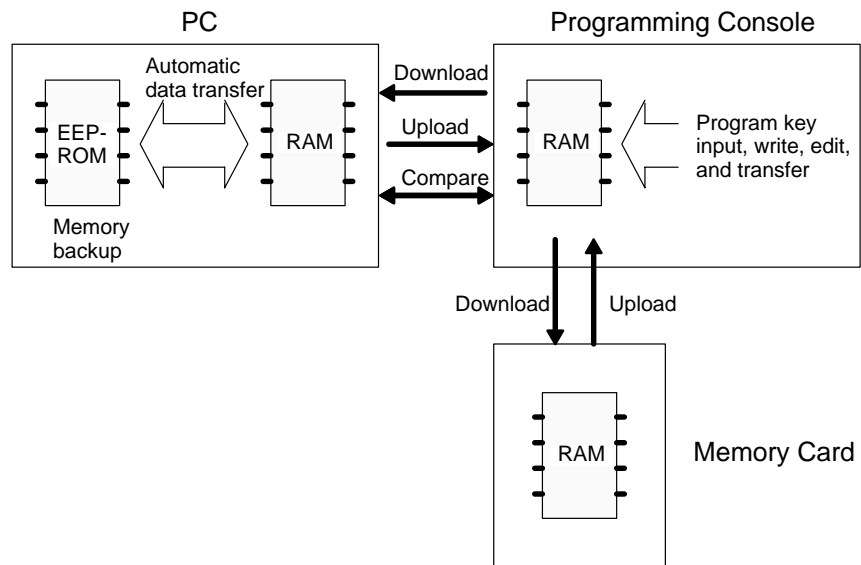 PC
Programming Console
Automatic
data transfer
EEP-
ROM
RAM
Memory
backup
Download
Upload
Compare
RAM
Program key
input, write, edit,
and transfer
Download
Upload
RAM
Memory Card